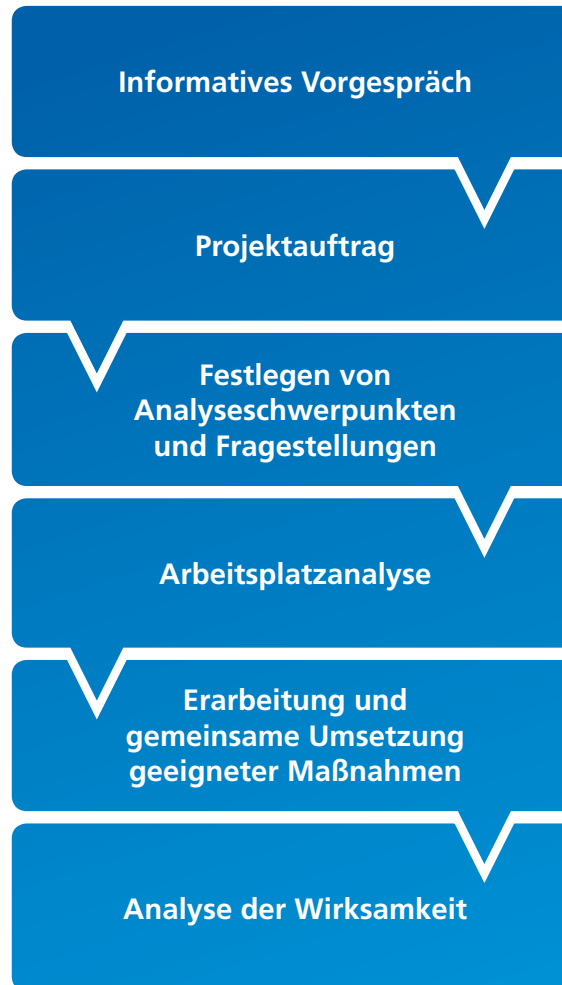 Informatives Vorgespräch
Projektauftrag
Festlegen von
Analyseschwerpunkten
und Fragestellungen
Arbeitsplatzanalyse
Erarbeitung und
gemeinsame Umsetzung
geeigneter Maßnahmen
Analyse der Wirksamkeit